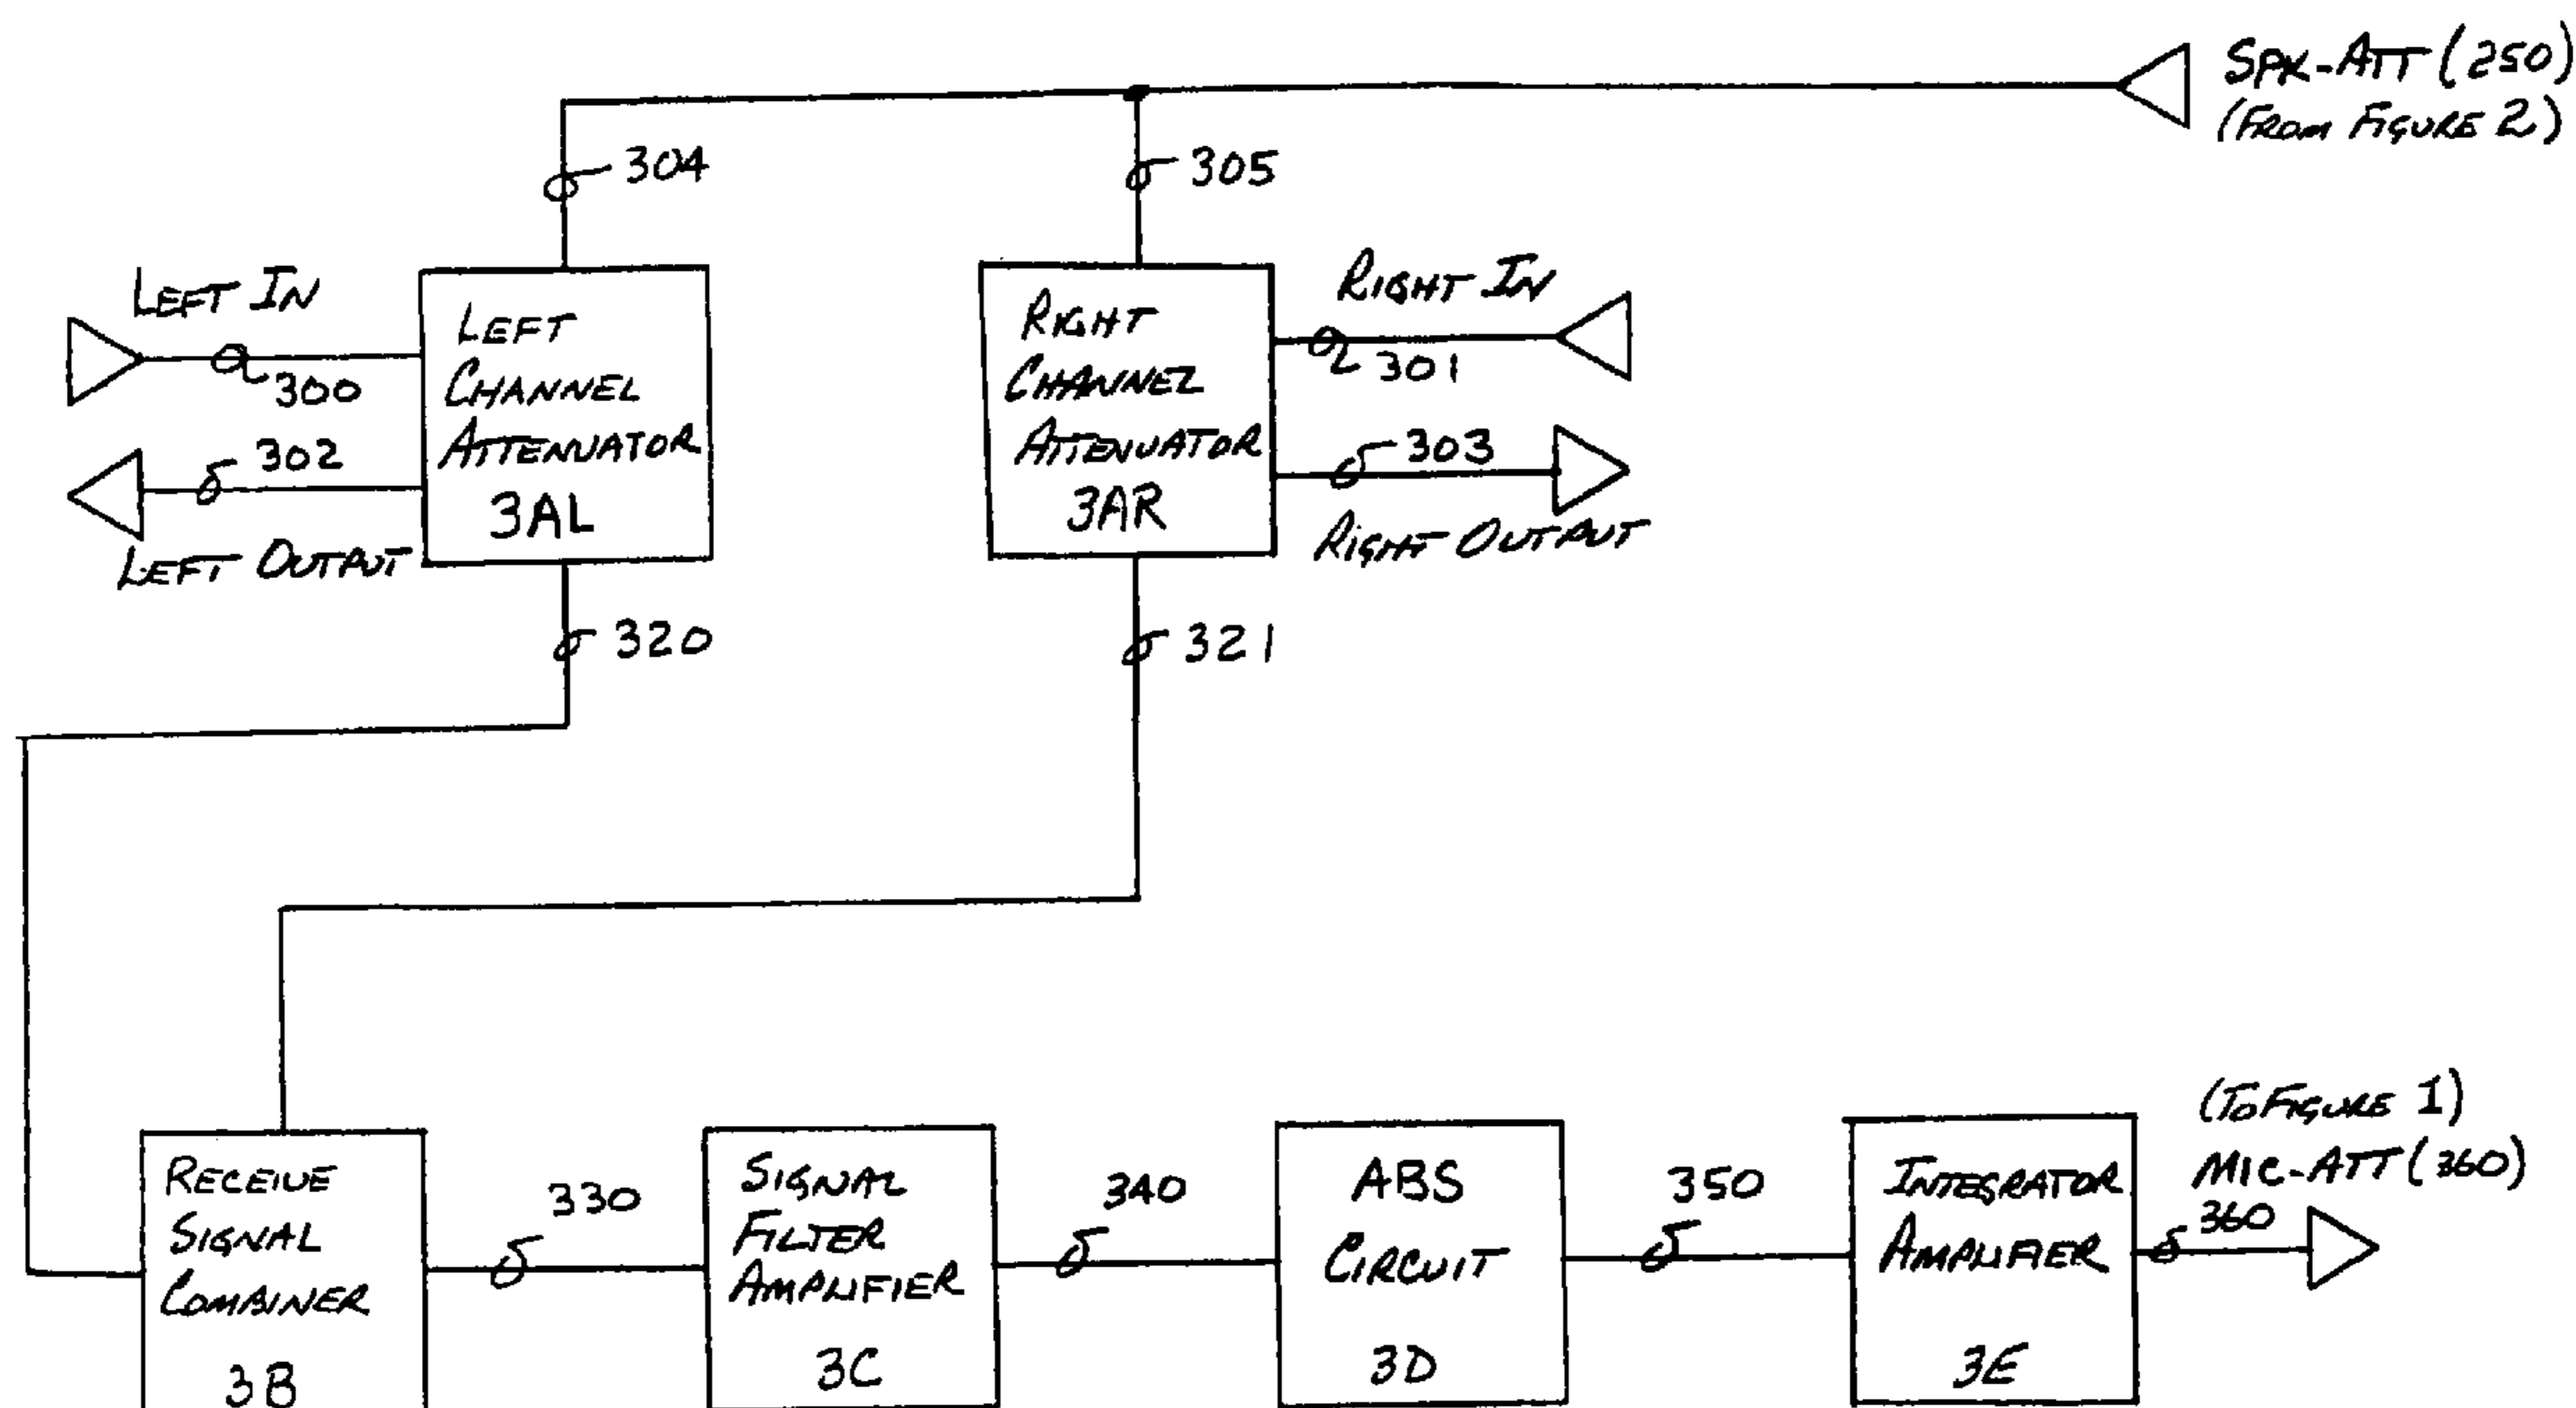 SPK-ATT (250)
(FROM FIGURE 2)
304
305
LEFT IN
300
302
LEFT OUTPUT
LEFT
CHANNEL
ATTENUATOR
3AL
RIGHT
CHANNEL
ATTENUATOR
3AR
RIGHT IN
301
303
RIGHT OUTPUT
320
321
RECEIVE
SIGNAL
COMBINER
3B
330
SIGNAL
FILTER
AMPLIFIER
3C
340
ABS
CIRCUIT
3D
350
INTEGRATOR
AMPLIFIER
3E
(TO FIGURE 1)
MIC-ATT (360)
360